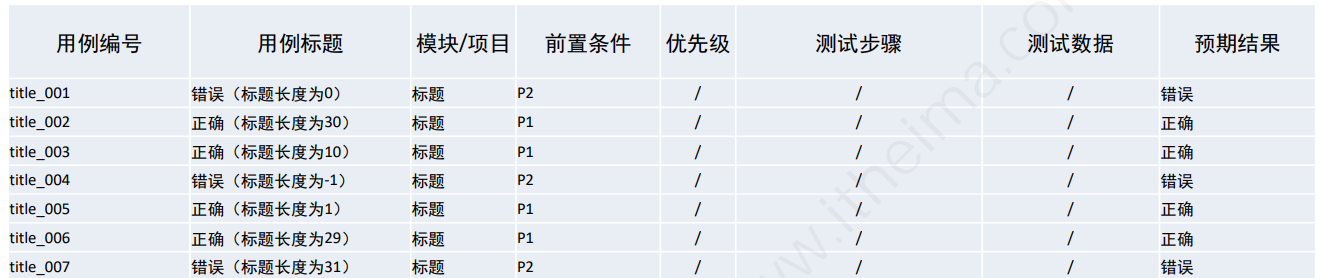 用例编号 用例标题 模块/项目 前置条件 优先级 测试步骤 测试数据 预期结果
title_001 错误（标题长度为0） 标题 P2 / / / 错误
title_002 正确（标题长度为30） 标题 P1 / / / 正确
title_003 正确（标题长度为10） 标题 P1 / / / 正确
title_004 错误（标题长度为-1） 标题 P2 / / / 错误
title_005 正确（标题长度为1） 标题 P1 / / / 正确
title_006 正确（标题长度为29） 标题 P1 / / / 正确
title_007 错误（标题长度为31） 标题 P2 / / / 错误
www.itheima.com